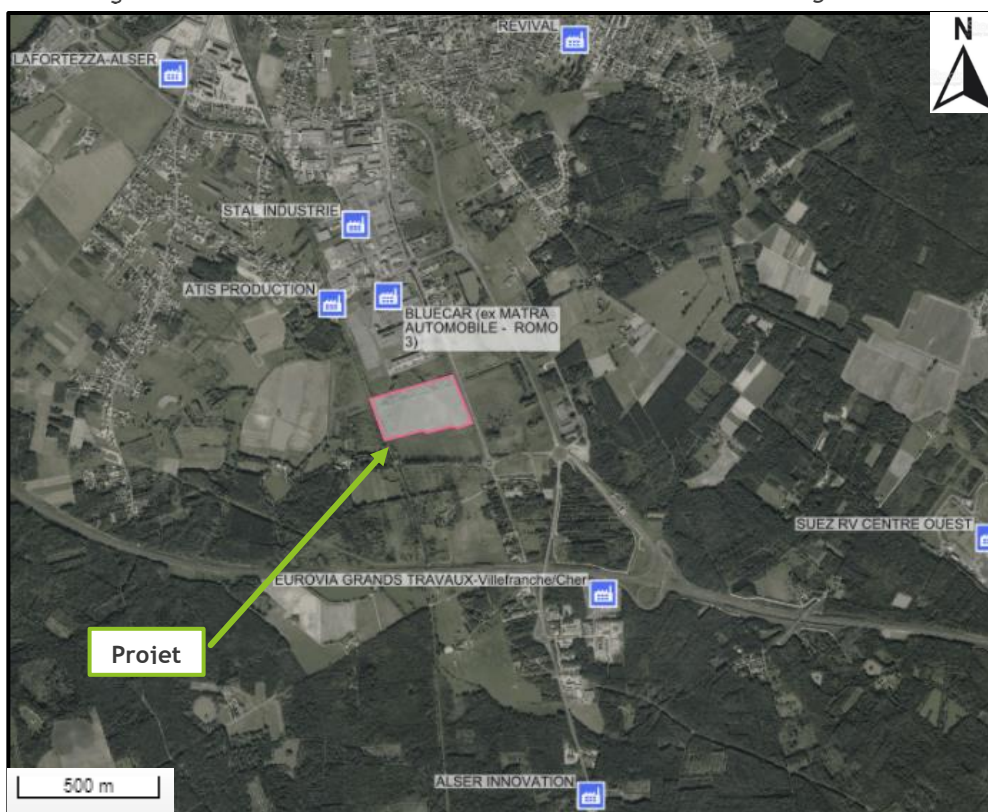 REVIVAL
N
LAFORTEZZA-ALSER
STAL INDUSTRIE
ATIS PRODUCTION
BLUECAR (ex MATRA
AUTOMOBILE - ROMO
3)
SUEZ RV CENTRE OUEST
EUROVIA GRANDS TRAVAUX-Villefranche/Cher
Projet
500 m
ALSER INNOVATION